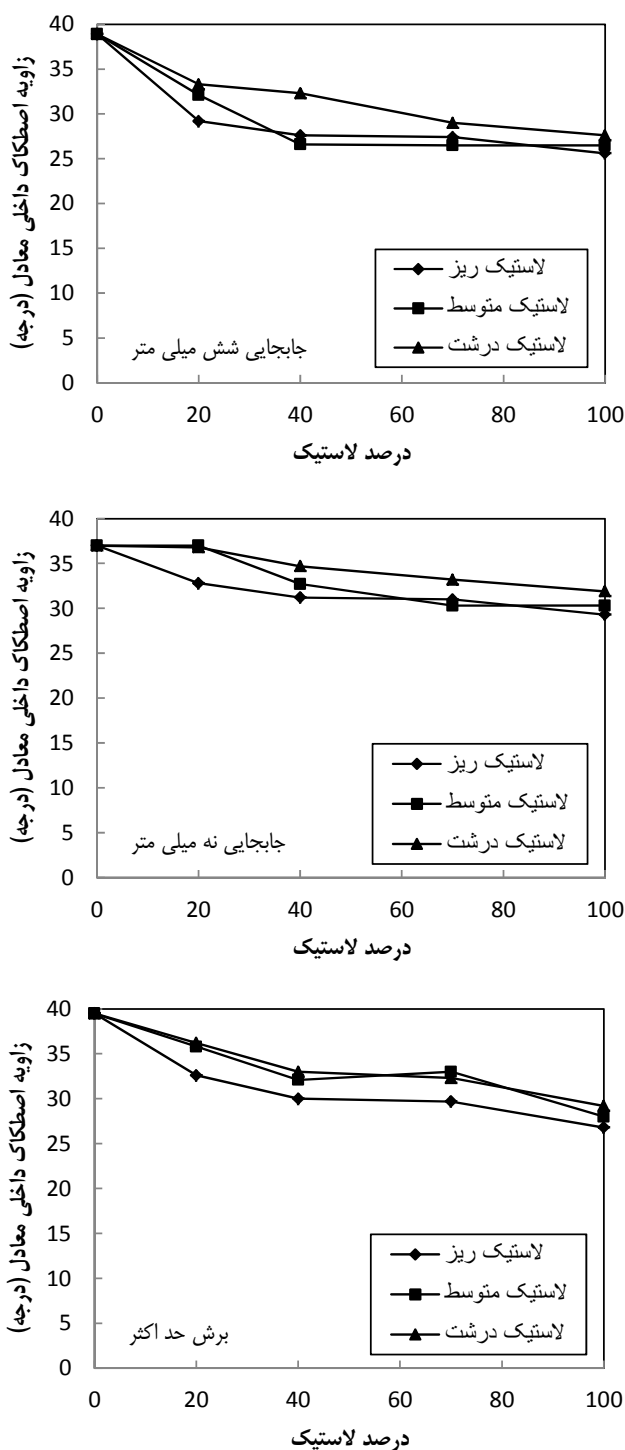 40
35
30
25
20
15
10
5
0
زاویه اصطکاک داخلی معادل (درجه)
لاستیک ریز
لاستیک متوسط
لاستیک درشت
جابجایی شش میلی متر
0 20 40 60 80 100
درصد لاستیک
40
35
30
25
20
15
10
5
0
زاویه اصطکاک داخلی معادل (درجه)
لاستیک ریز
لاستیک متوسط
لاستیک درشت
جابجایی نه میلی متر
0 20 40 60 80 100
درصد لاستیک
40
35
30
25
20
15
10
5
0
زاویه اصطکاک داخلی معادل (درجه)
لاستیک ریز
لاستیک متوسط
لاستیک درشت
برش حد اکثر
0 20 40 60 80 100
درصد لاستیک